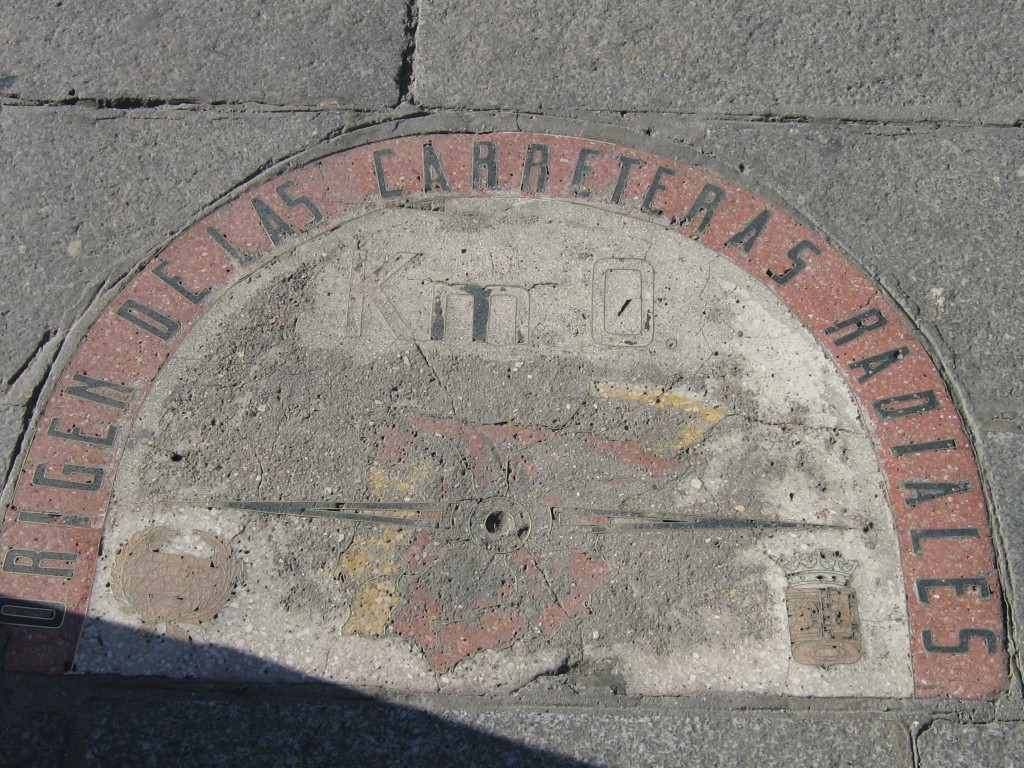 ORIGEN DE LAS CARRETERAS RADIALES
Km. 0.